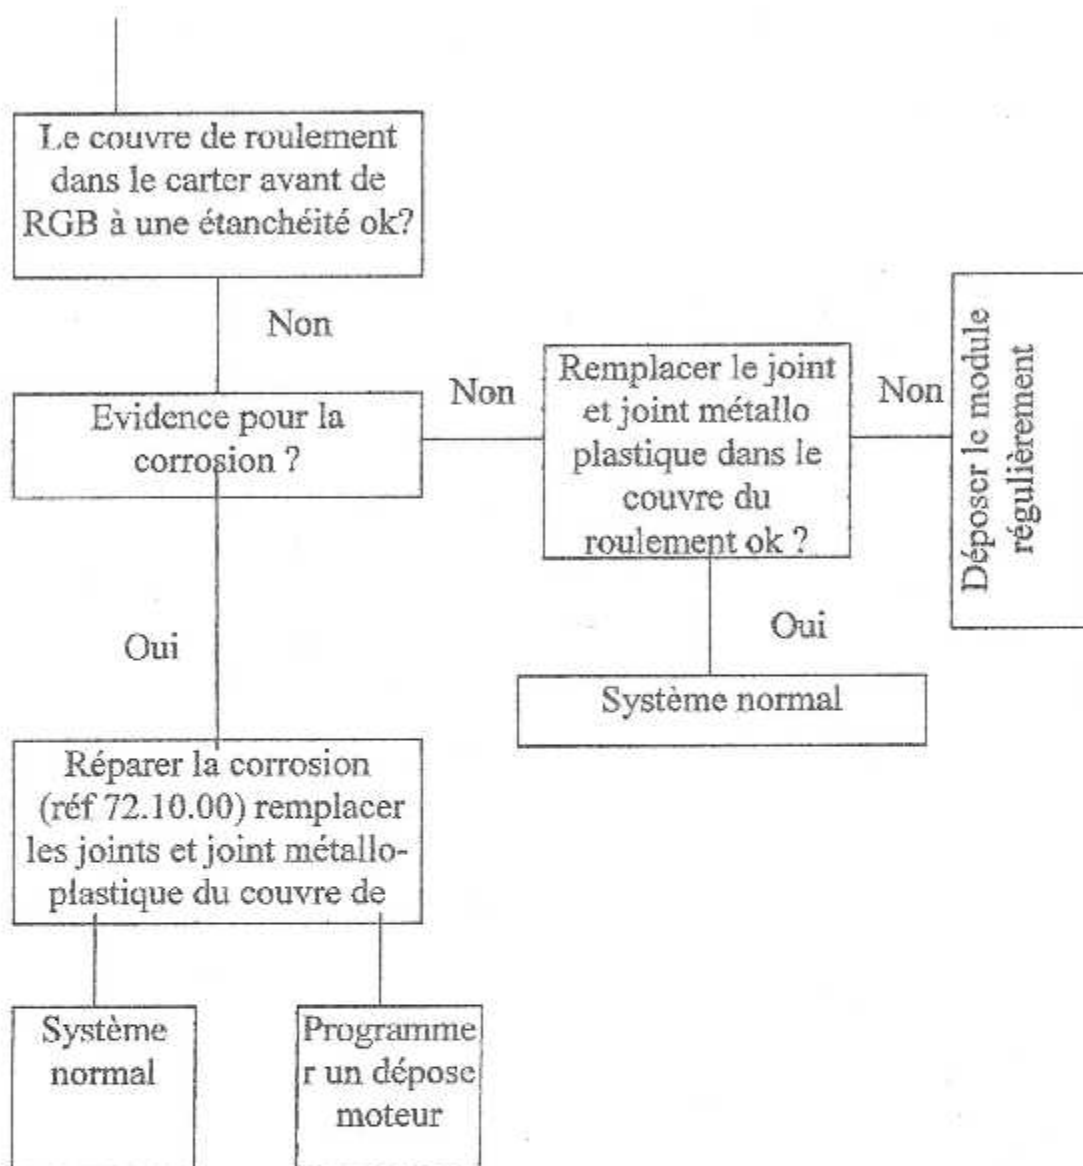 Le couvre de roulement
dans le carter avant de
RGB à une étanchéité ok?
Non
Evidence pour la
corrosion ?
Non
Remplacer le joint
et joint métallo
plastique dans le
couvre du
roulement ok ?
Non
Déposer le module
régulièrement
Oui
Système normal
Oui
Réparer la corrosion
(réf 72.10.00) remplacer
les joints et joint métallo-
plastique du couvre de
Système
normal
Programme
r un dépose
moteur